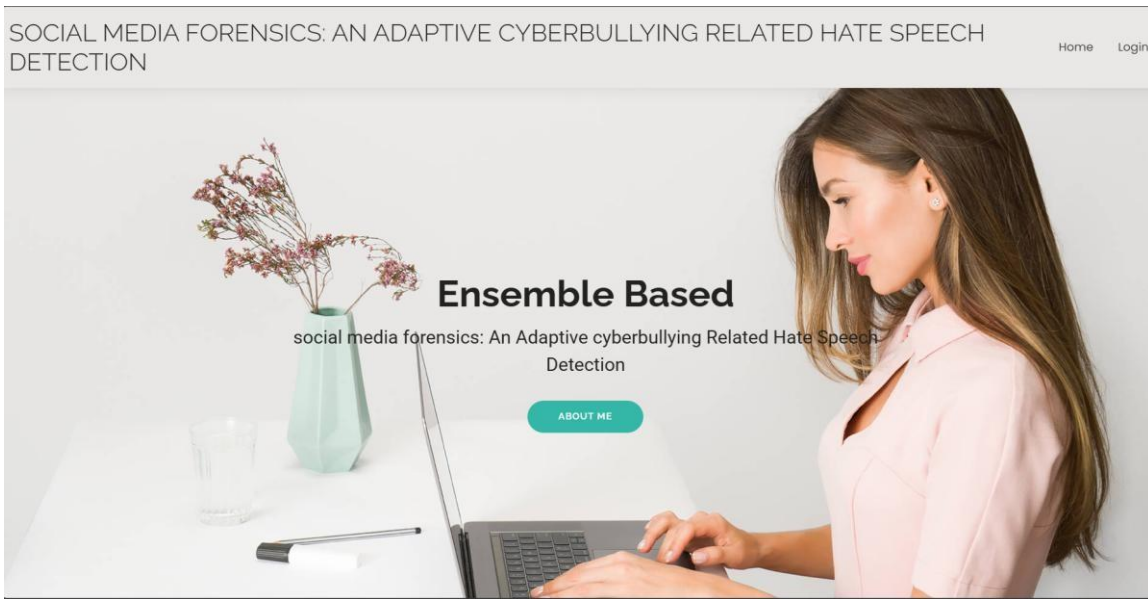 SOCIAL MEDIA FORENSICS: AN ADAPTIVE CYBERBULLYING RELATED HATE SPEECH
DETECTION
Home Login
Ensemble Based
social media forensics: An Adaptive cyberbullying Related Hate Speech
Detection
ABOUT ME